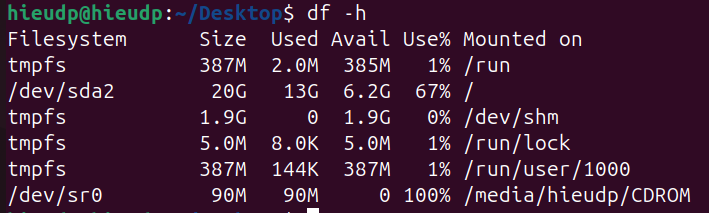 hieudp@hieudp:~/Desktop$ df -h
Filesystem      Size  Used Avail Use% Mounted on
tmpfs           387M  2.0M  385M   1% /run
/dev/sda2        20G   13G  6.2G  67% /
tmpfs           1.9G     0  1.9G   0% /dev/shm
tmpfs           5.0M  8.0K  5.0M   1% /run/lock
tmpfs           387M  144K  387M   1% /run/user/1000
/dev/sr0         90M   90M     0 100% /media/hieudp/CDROM